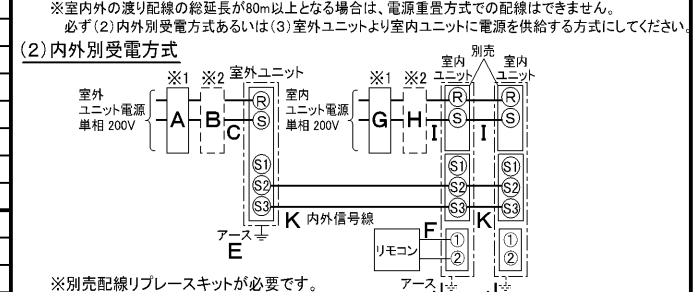 ※室内外の渡り配線の総延長が80m以上となる場合は、電源重畳方式での配線はできません。
必ず(2)内外別受電方式あるいは(3)室外ユニットより室内ユニットに電源を供給する方式にしてください。
(2)内外別受電方式
別売
※1 ※2 室外ユニット
※1 ※2 室内ユニット 室内ユニット
室外
ユニット電源
単相 200V
A B C
R
S
S1
S2
S3
室内
ユニット電源
単相 200V
G H I I
R
S
S1
S2
S3
R
S
S1
S2
S3
K 内外信号線
K
アース
E
リモコン
F
①
②
①
②
アース
※別売配線リプレースキットが必要です。